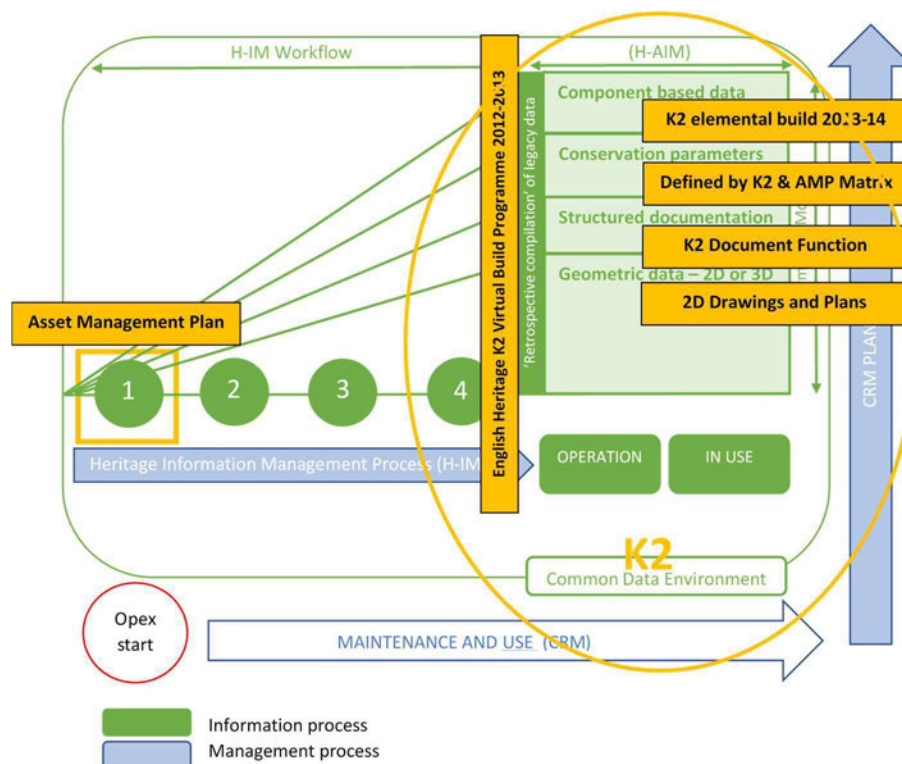 H-IM Workflow
(H-AIM)
English Heritage K2 Virtual Build Programme 2012-2013
'Retrospective compilation' of legacy data
Component based data
K2 elemental build 2013-14
Conservation parameters
Defined by K2 & AMP Matrix
Structured documentation
K2 Document Function
Geometric data – 2D or 3D
2D Drawings and Plans
Asset Management Plan
1
2
3
4
CRM PLAN
Heritage Information Management Process (H-IM
OPERATION
IN USE
K2
Common Data Environment
Opex
start
MAINTENANCE AND USE (CRM)
Information process
Management process